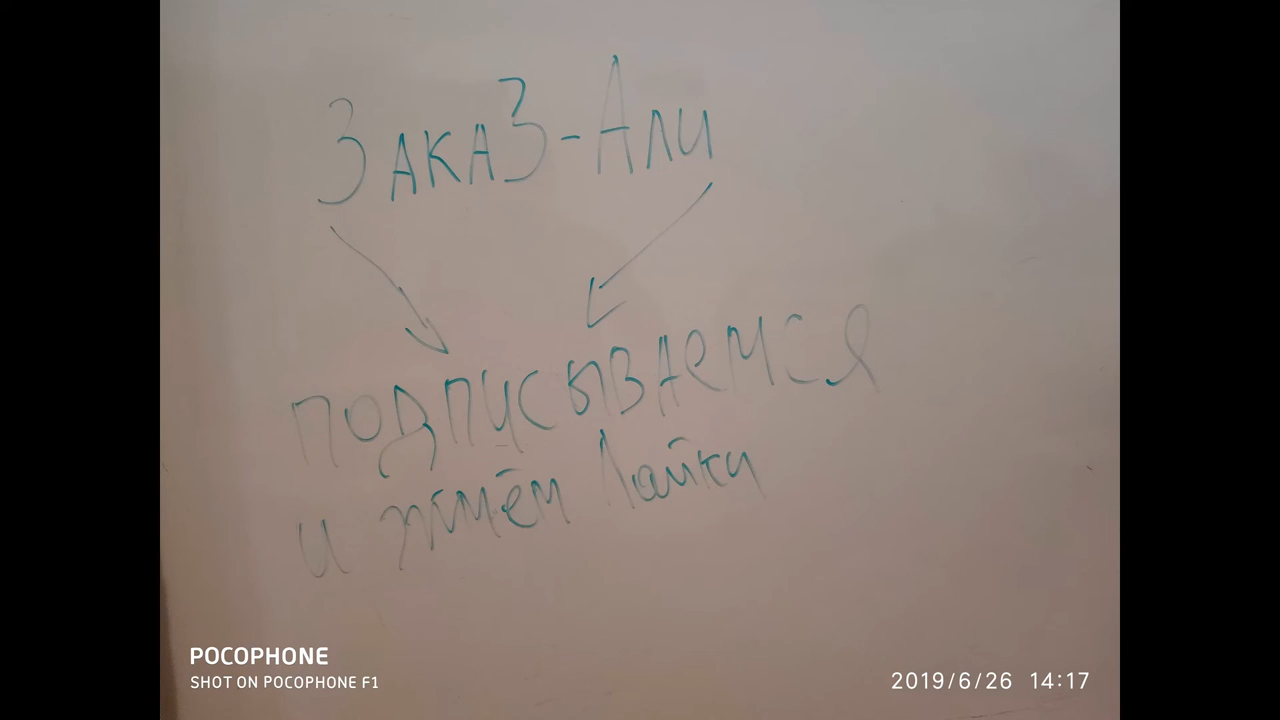 ЗакаЗ-Али
подписываемся
и жмём Лайки
POCOPHONE
SHOT ON POCOPHONE F1
2019/6/26 14:17